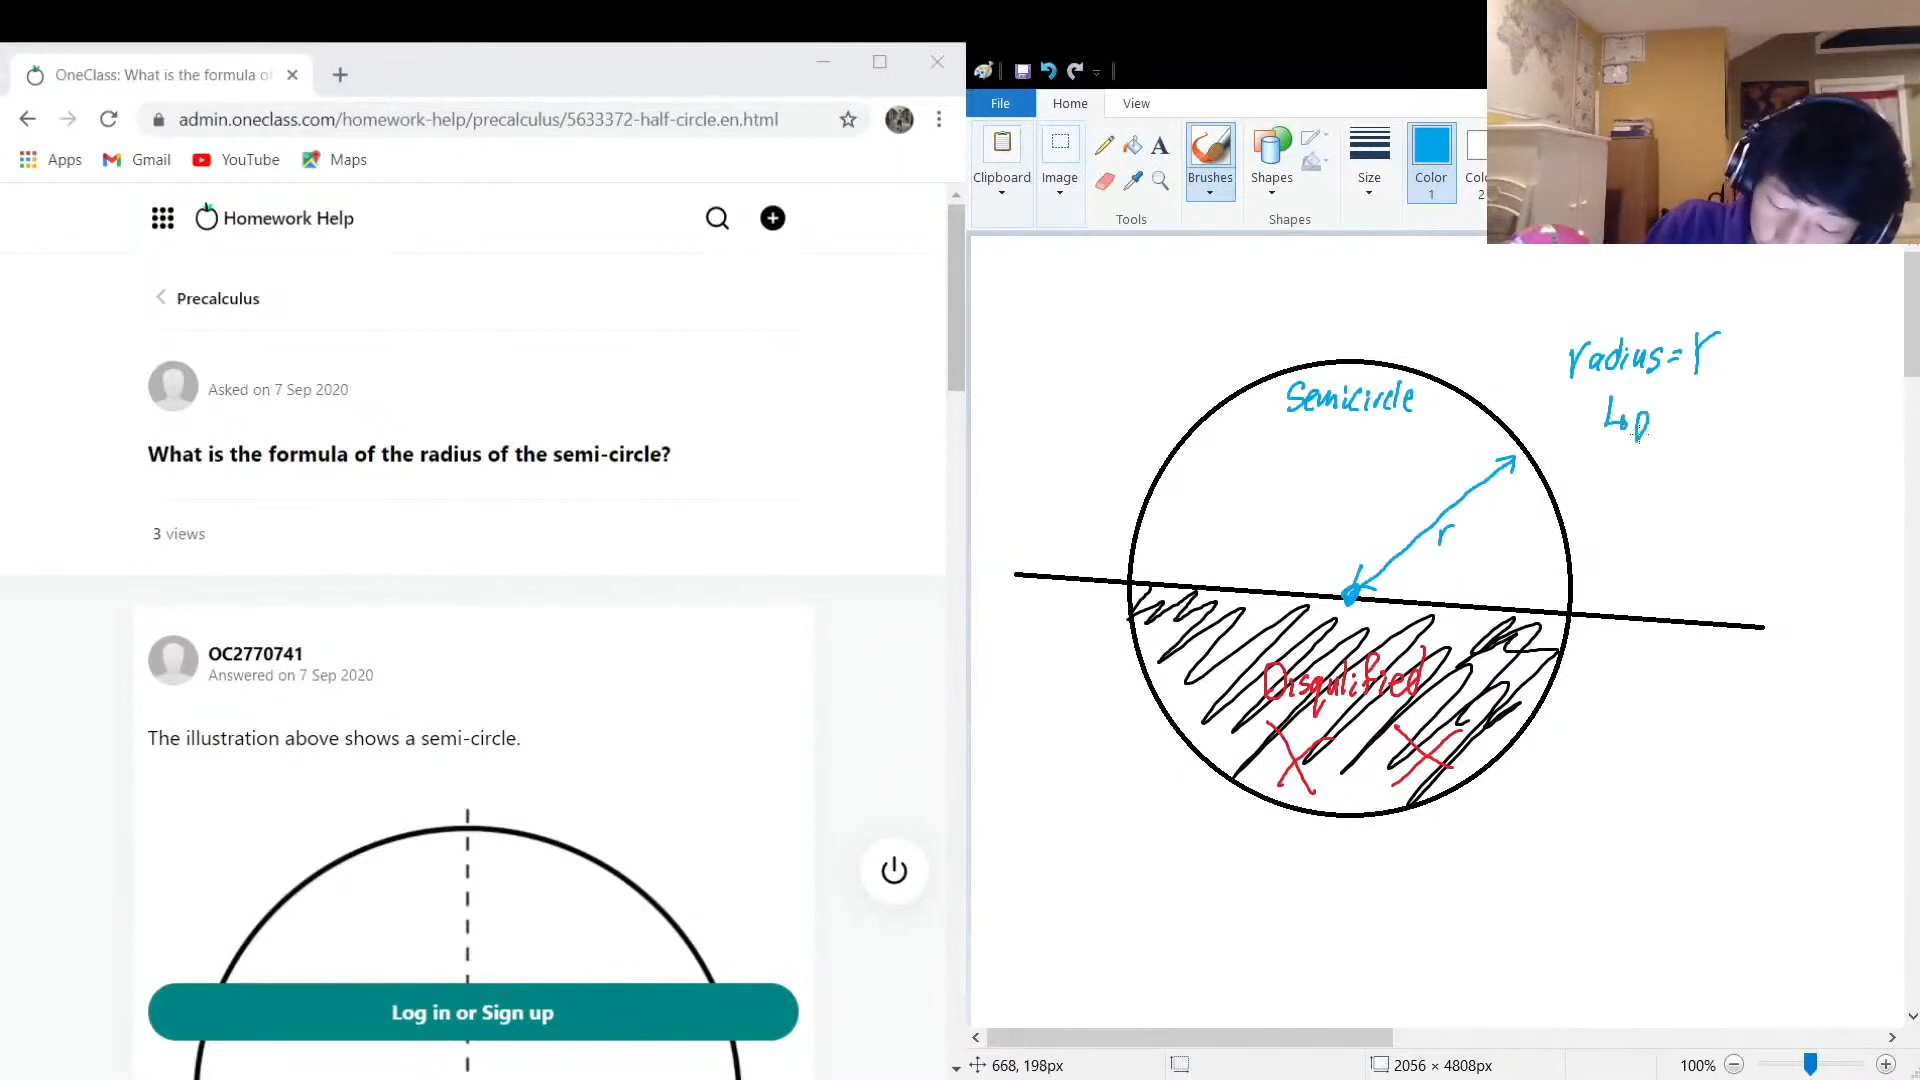 OneClass: What is the formula of
admin.oneclass.com/homework-help/precalculus/5633372-half-circle.en.html
Apps Gmail YouTube Maps
Homework Help
Precalculus
Asked on 7 Sep 2020
What is the formula of the radius of the semi-circle?
3 views
OC2770741
Answered on 7 Sep 2020
The illustration above shows a semi-circle.
Log in or Sign up
File Home View
Clipboard Image Brushes Shapes Size Color
1 2
Tools Shapes
radius = r
Semicircle
r
Disqulified
668, 198px 2056 × 4808px 100%